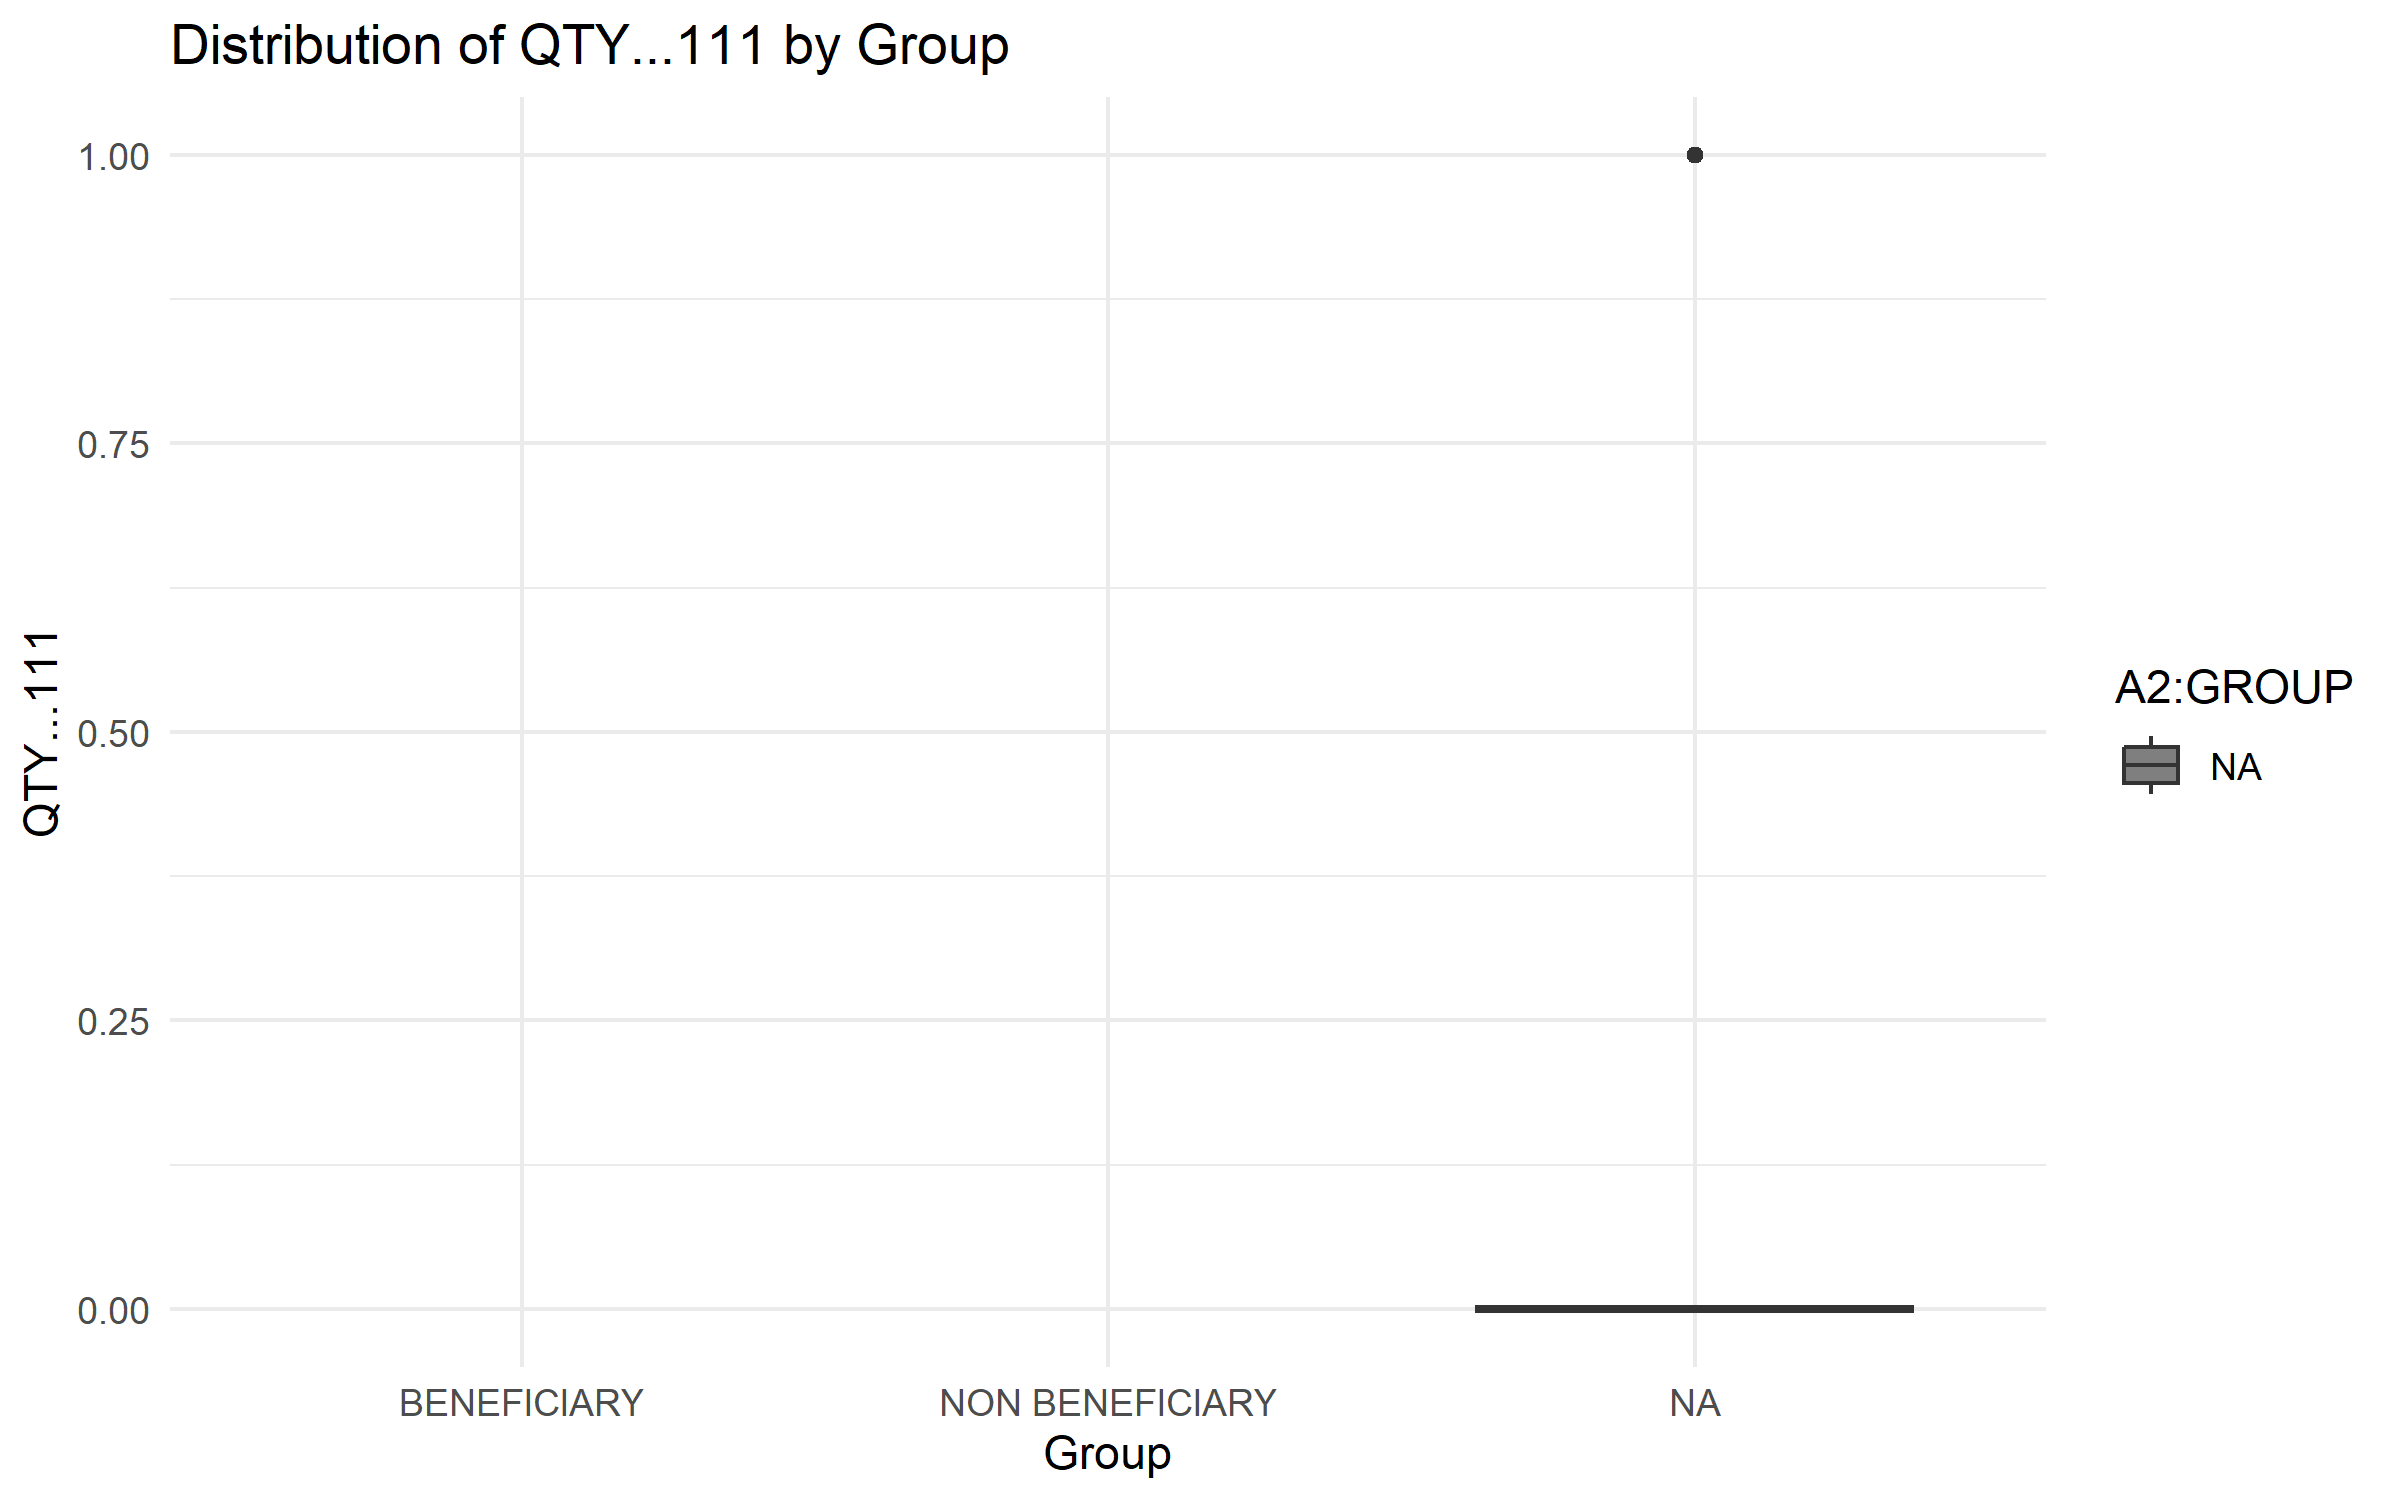 Distribution of QTY...111 by Group
1.00
0.75
0.50
0.25
0.00
QTY...111
BENEFICIARY
NON BENEFICIARY
NA
Group
A2:GROUP
NA